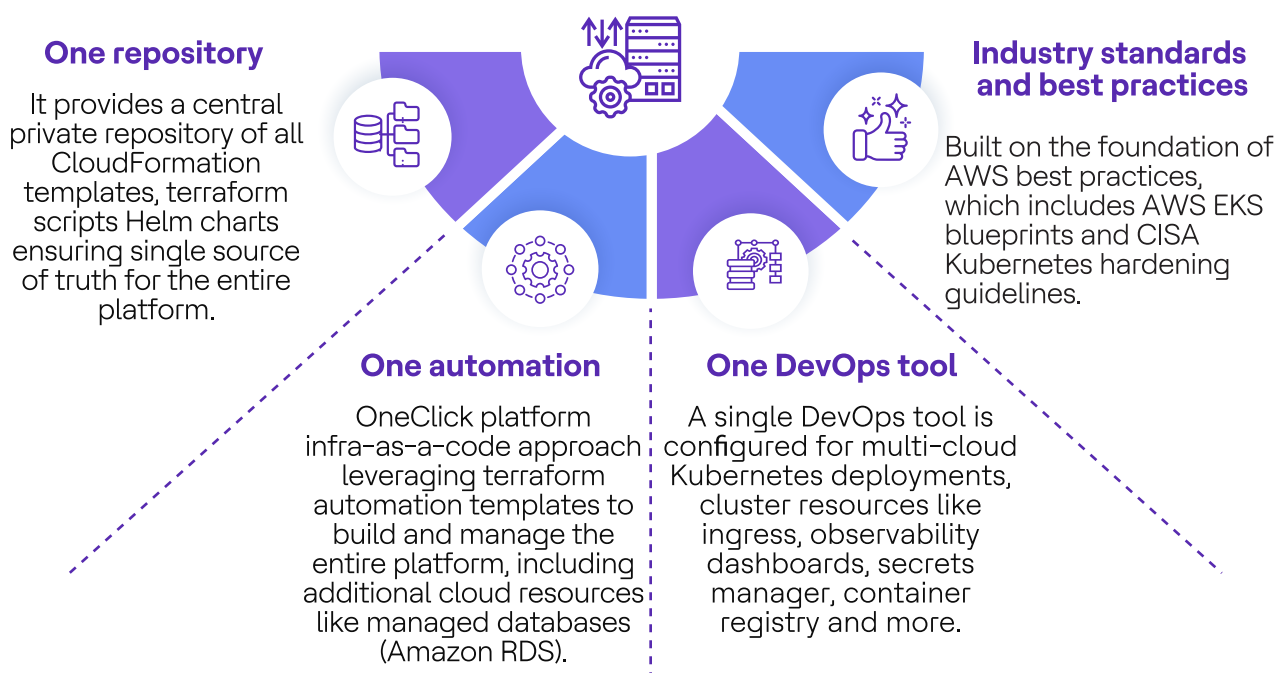 One repository
It provides a central
private repository of all
CloudFormation
templates, terraform
scripts Helm charts
ensuring single source
of truth for the entire
platform.
One automation
OneClick platform
infra-as-a-code approach
leveraging terraform
automation templates to
build and manage the
entire platform, including
additional cloud resources
like managed databases
(Amazon RDS).
One DevOps tool
A single DevOps tool is
configured for multi-cloud
Kubernetes deployments,
cluster resources like
ingress, observability
dashboards, secrets
manager, container
registry and more.
Industry standards
and best practices
Built on the foundation of
AWS best practices,
which includes AWS EKS
blueprints and CISA
Kubernetes hardening
guidelines.